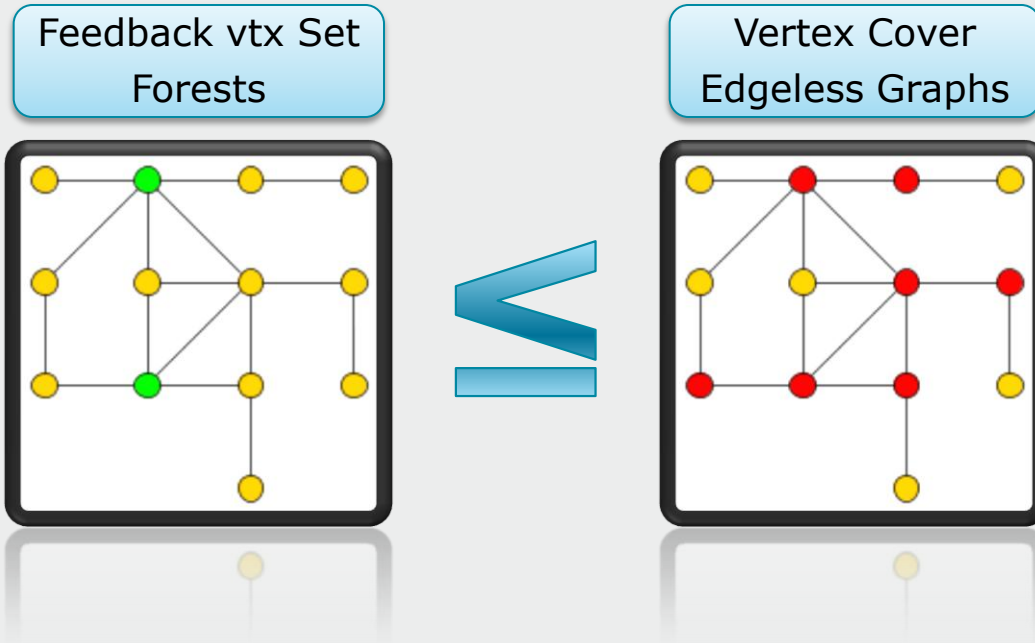 Feedback vtx Set
Forests
Vertex Cover
Edgeless Graphs
≤